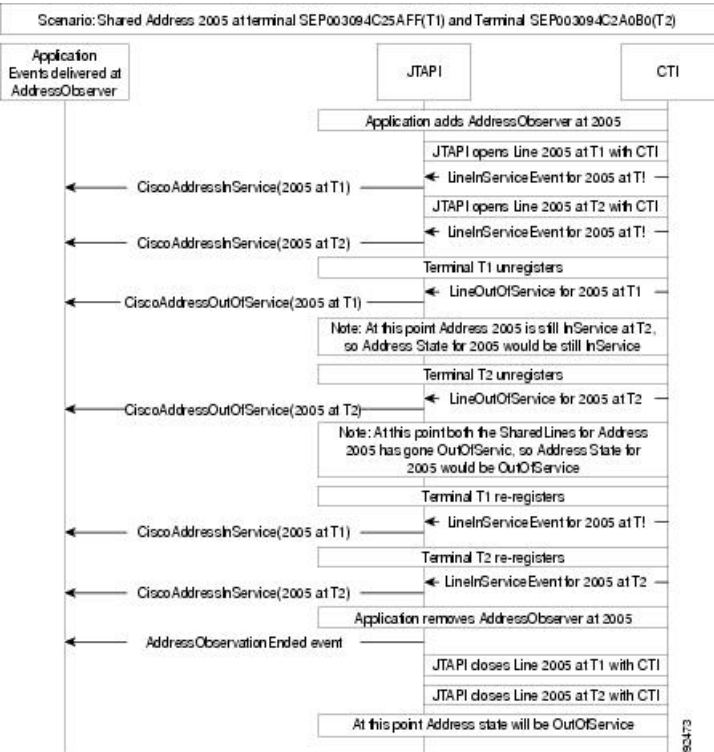 Scenario: Shared Address 2005 at terminal SEP003094C25AFF(T1) and Terminal SEP003094C2A0B0(T2)
Application
Events delivered at
AddressObserver
JTAPI
CTI
Application adds AddressObserver at 2005
JTAPI opens Line 2005 at T1 with CTI
LineInServiceEvent for 2005 at T!
CiscoAddressInService(2005 at T1)
JTAPI opens Line 2005 at T2 with CTI
LineInServiceEvent for 2005 at T!
CiscoAddressInService(2005 at T2)
Terminal T1 unregisters
LineOutOfService for 2005 at T1
CiscoAddressOutOfService(2005 at T1)
Note: At this point Address 2005 is still InService at T2,
so Address State for 2005 would be still InService
Terminal T2 unregisters
LineOutOfService for 2005 at T2
CiscoAddressOutOfService(2005 at T2)
Note: At this point both the SharedLines for Address
2005 has gone OutOfServic, so Address State for
2005 would be OutOfService
Terminal T1 re-registers
LineInServiceEvent for 2005 at T!
CiscoAddressInService(2005 at T1)
Terminal T2 re-registers
LineInServiceEvent for 2005 at T2
CiscoAddressInService(2005 at T2)
Application removes AddressObserver at 2005
AddressObservationEnded event
JTAPI closes Line 2005 at T1 with CTI
JTAPI closes Line 2005 at T2 with CTI
At this point Address state will be OutOfService
92473